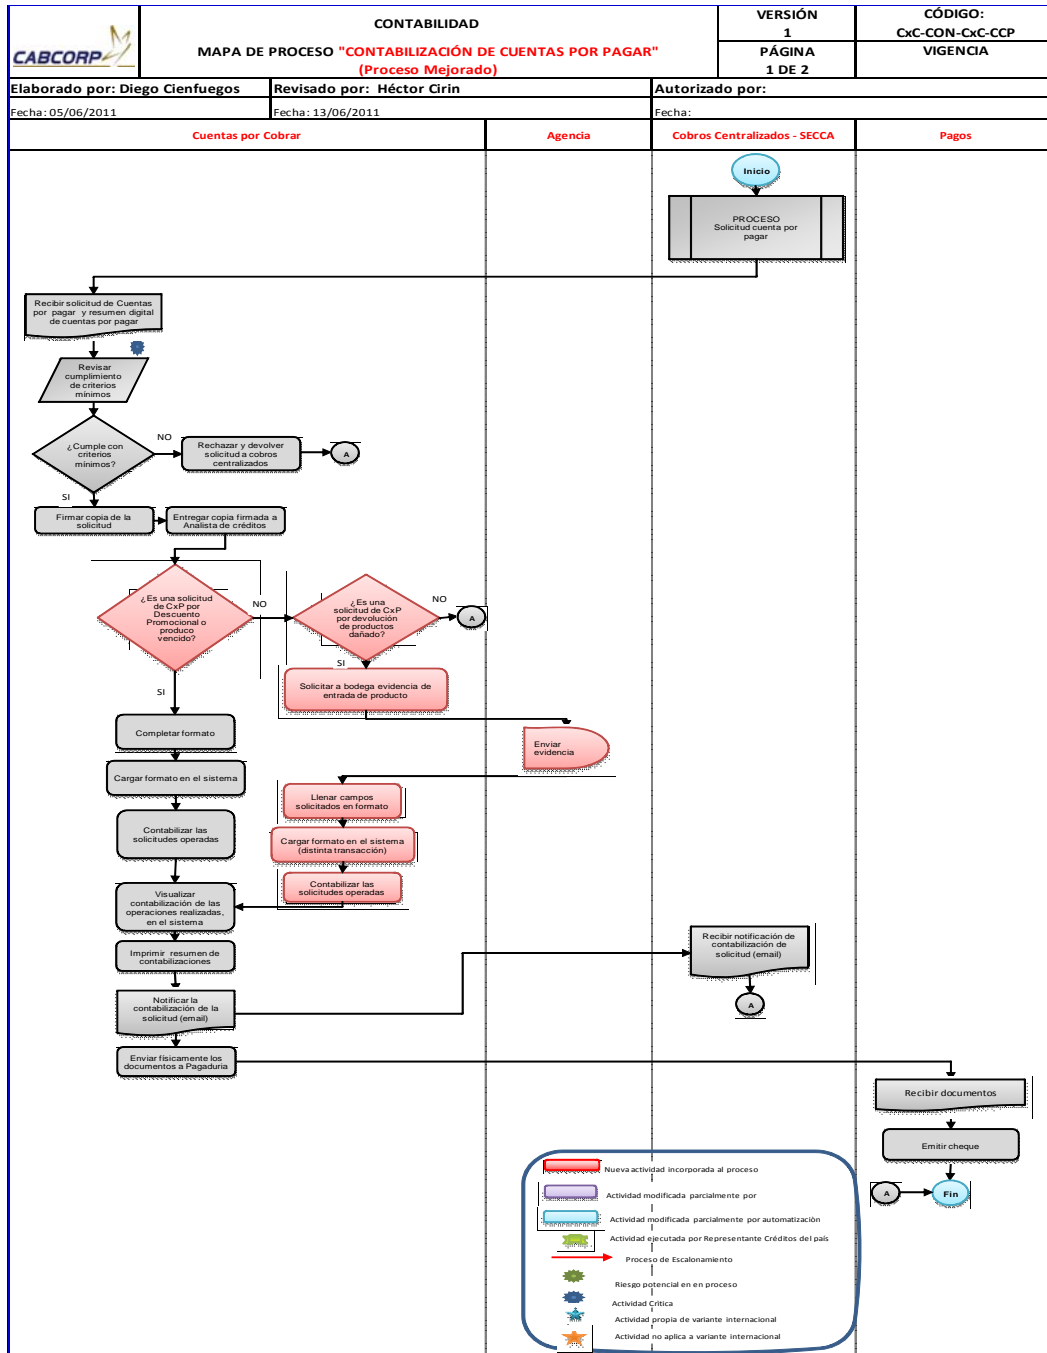 CABCORP
CONTABILIDAD
MAPA DE PROCESO "CONTABILIZACIÓN DE CUENTAS POR PAGAR"
(Proceso Mejorado)
VERSIÓN
1
PÁGINA
1 DE 2
CÓDIGO:
CxC-CON-CxC-CCP
VIGENCIA
Elaborado por: Diego Cienfuegos
Revisado por: Héctor Cirin
Autorizado por:
Fecha: 05/06/2011
Fecha: 13/06/2011
Fecha:
Cuentas por Cobrar
Agencia
Cobros Centralizados - SECCA
Pagos
Inicio
PROCESO
Solicitud cuenta por
pagar
Recibir solicitud de Cuentas
por pagar y resumen digital
de cuentas por pagar
Revisar
cumplimiento
de criterios
mínimos
¿Cumple con
criterios
mínimos?
NO
Rechazar y devolver
solicitud a cobros
centralizados
A
SI
Firmar copia de la
solicitud
Entregar copia firmada a
Analista de créditos
¿Es una solicitud
de CxP por
Descuento
Promocional o
produco
vencido?
NO
¿Es una
solicitud de CxP
por devolución
de productos
dañado?
NO
A
SI
SI
Solicitar a bodega evidencia de
entrada de producto
Completar formato
Enviar
evidencia
Cargar formato en el sistema
Llenar campos
solicitados en formato
Contabilizar las
solicitudes operadas
Cargar formato en el sistema
(distinta transacción)
Contabilizar las
solicitudes operadas
Visualizar
contabilización de las
operaciones realizadas,
en el sistema
Imprimir resumen de
contabilizaciones
Recibir notificación de
contabilización de
solicitud (email)
A
Notificar la
contabilización de la
solicitud (email)
Enviar físicamente los
documentos a Pagaduria
Recibir documentos
Emitir cheque
A
Fin
Nueva actividad incorporada al proceso
Actividad modificada parcialmente por
Actividad modificada parcialmente por automatización
Actividad ejecutada por Representante Créditos del país
Proceso de Escalonamiento
Riesgo potencial en en proceso
Actividad Critica
Actividad propia de variante internacional
Actividad no aplica a variante internacional